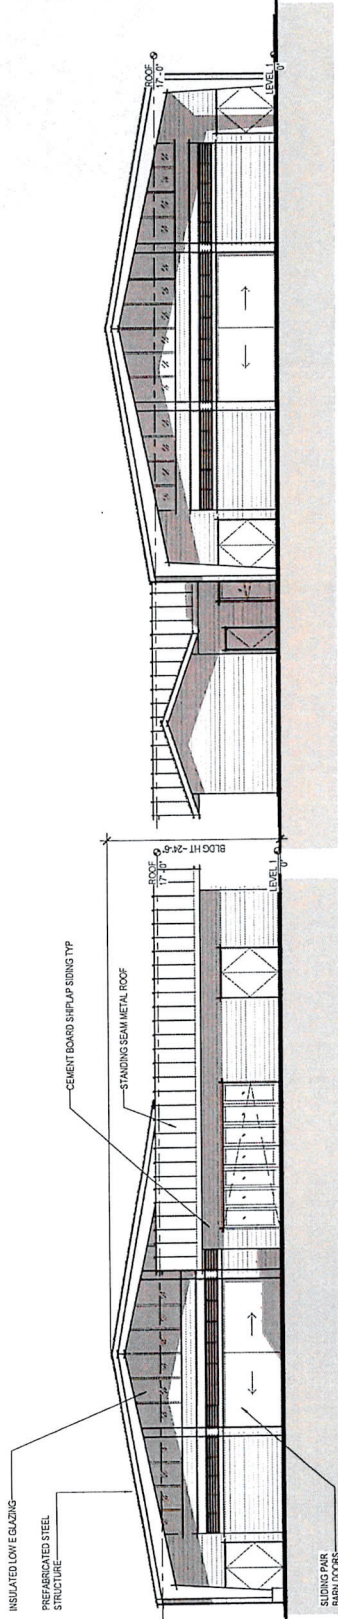 INSULATED LOW E GLAZING
PREFABRICATED STEEL
STRUCTURE
SLIDING PAIR
BARN DOORS
CEMENT BOARD SHIPLAP SIDING TYP
STANDING SEAM METAL ROOF
BLDG HT - 24'-6"
ROOF
17' - 0"
LEVEL 1
0"
ROOF
17' - 0"
LEVEL 1
0"